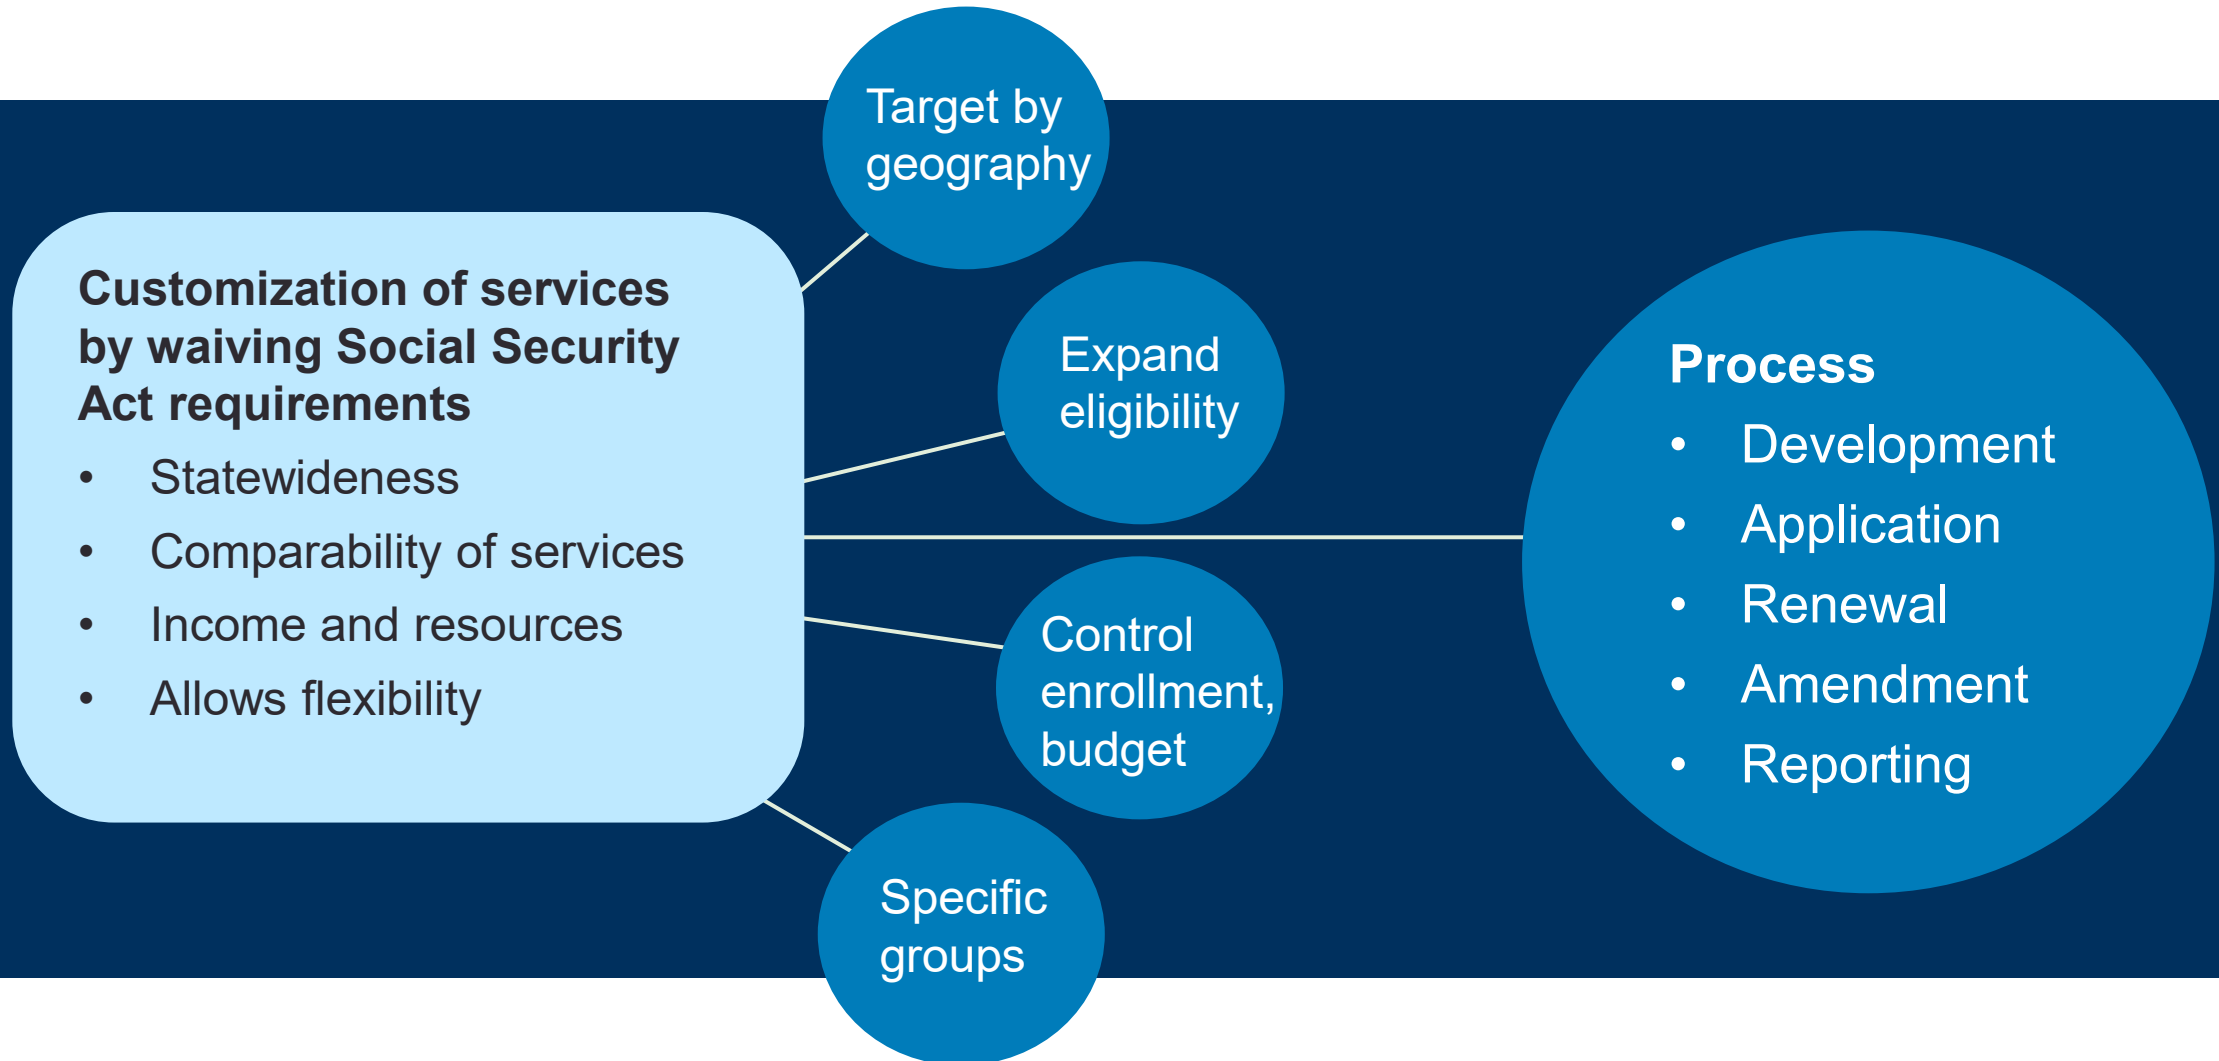 Customization of services
by waiving Social Security
Act requirements
• Statewideness
• Comparability of services
• Income and resources
• Allows flexibility
Target by
geography
Expand
eligibility
Control
enrollment,
budget
Specific
groups
Process
• Development
• Application
• Renewal
• Amendment
• Reporting